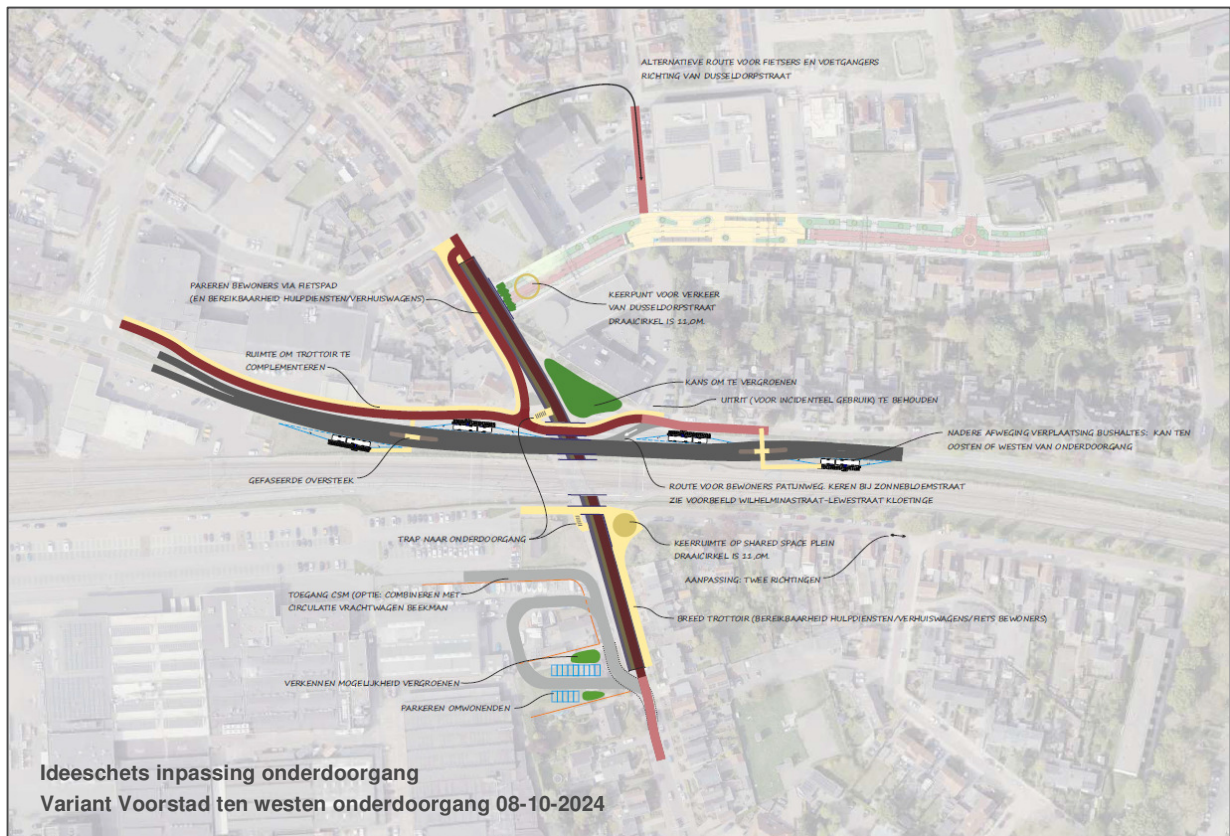 ALTERNATIEVE ROUTE VOOR FIETSERS EN VOETGANGERS
RICHTING VAN DUSSELDORPSTRAAT
PAREREN BEWONERS VIA FIETSPAD
(EN BEREIKBAARHEID HULPDIENSTEN/VERHUISWAGENS)
KEERPUNT VOOR VERKEER
VAN DUSSELDORPSTRAAT
DRAAICIRKEL IS 11,0M.
RUIMTE OM TROTTOIR TE
COMPLEMENTEREN
KANS OM TE VERGROENEN
UITRIT (VOOR INCIDENTEEL GEBRUIK) TE BEHOUDEN
NADERE AFWEGING VERPLAATSING BUSHALTES: KAN TEN
OOSTEN OF WESTEN VAN ONDERDOORGANG
GEFASEERDE OVERSTEEK
ROUTE VOOR BEWONERS PATIJNWEG. KEREN BIJ ZONNEBLOEMSTRAAT
ZIE VOORBEELD WILHELMINASTRAAT-LEWESTRAAT KLOETINGE
TRAP NAAR ONDERDOORGANG
KEERRUIMTE OP SHARED SPACE PLEIN
DRAAICIRKEL IS 11,0M.
AANPASSING: TWEE RICHTINGEN
TOEGANG CSM (OPTIE: COMBINEREN MET
CIRCULATIE VRACHTWAGEN BEEKMAN
BREED TROTTOIR (BEREIKBAARHEID HULPDIENSTEN/VERHUISWAGENS/FIETS BEWONERS)
VERKENNEN MOGELIJKHEID VERGROENEN
PARKEREN OMWONENDEN
Ideeschets inpassing onderdoorgang
Variant Voorstad ten westen onderdoorgang 08-10-2024